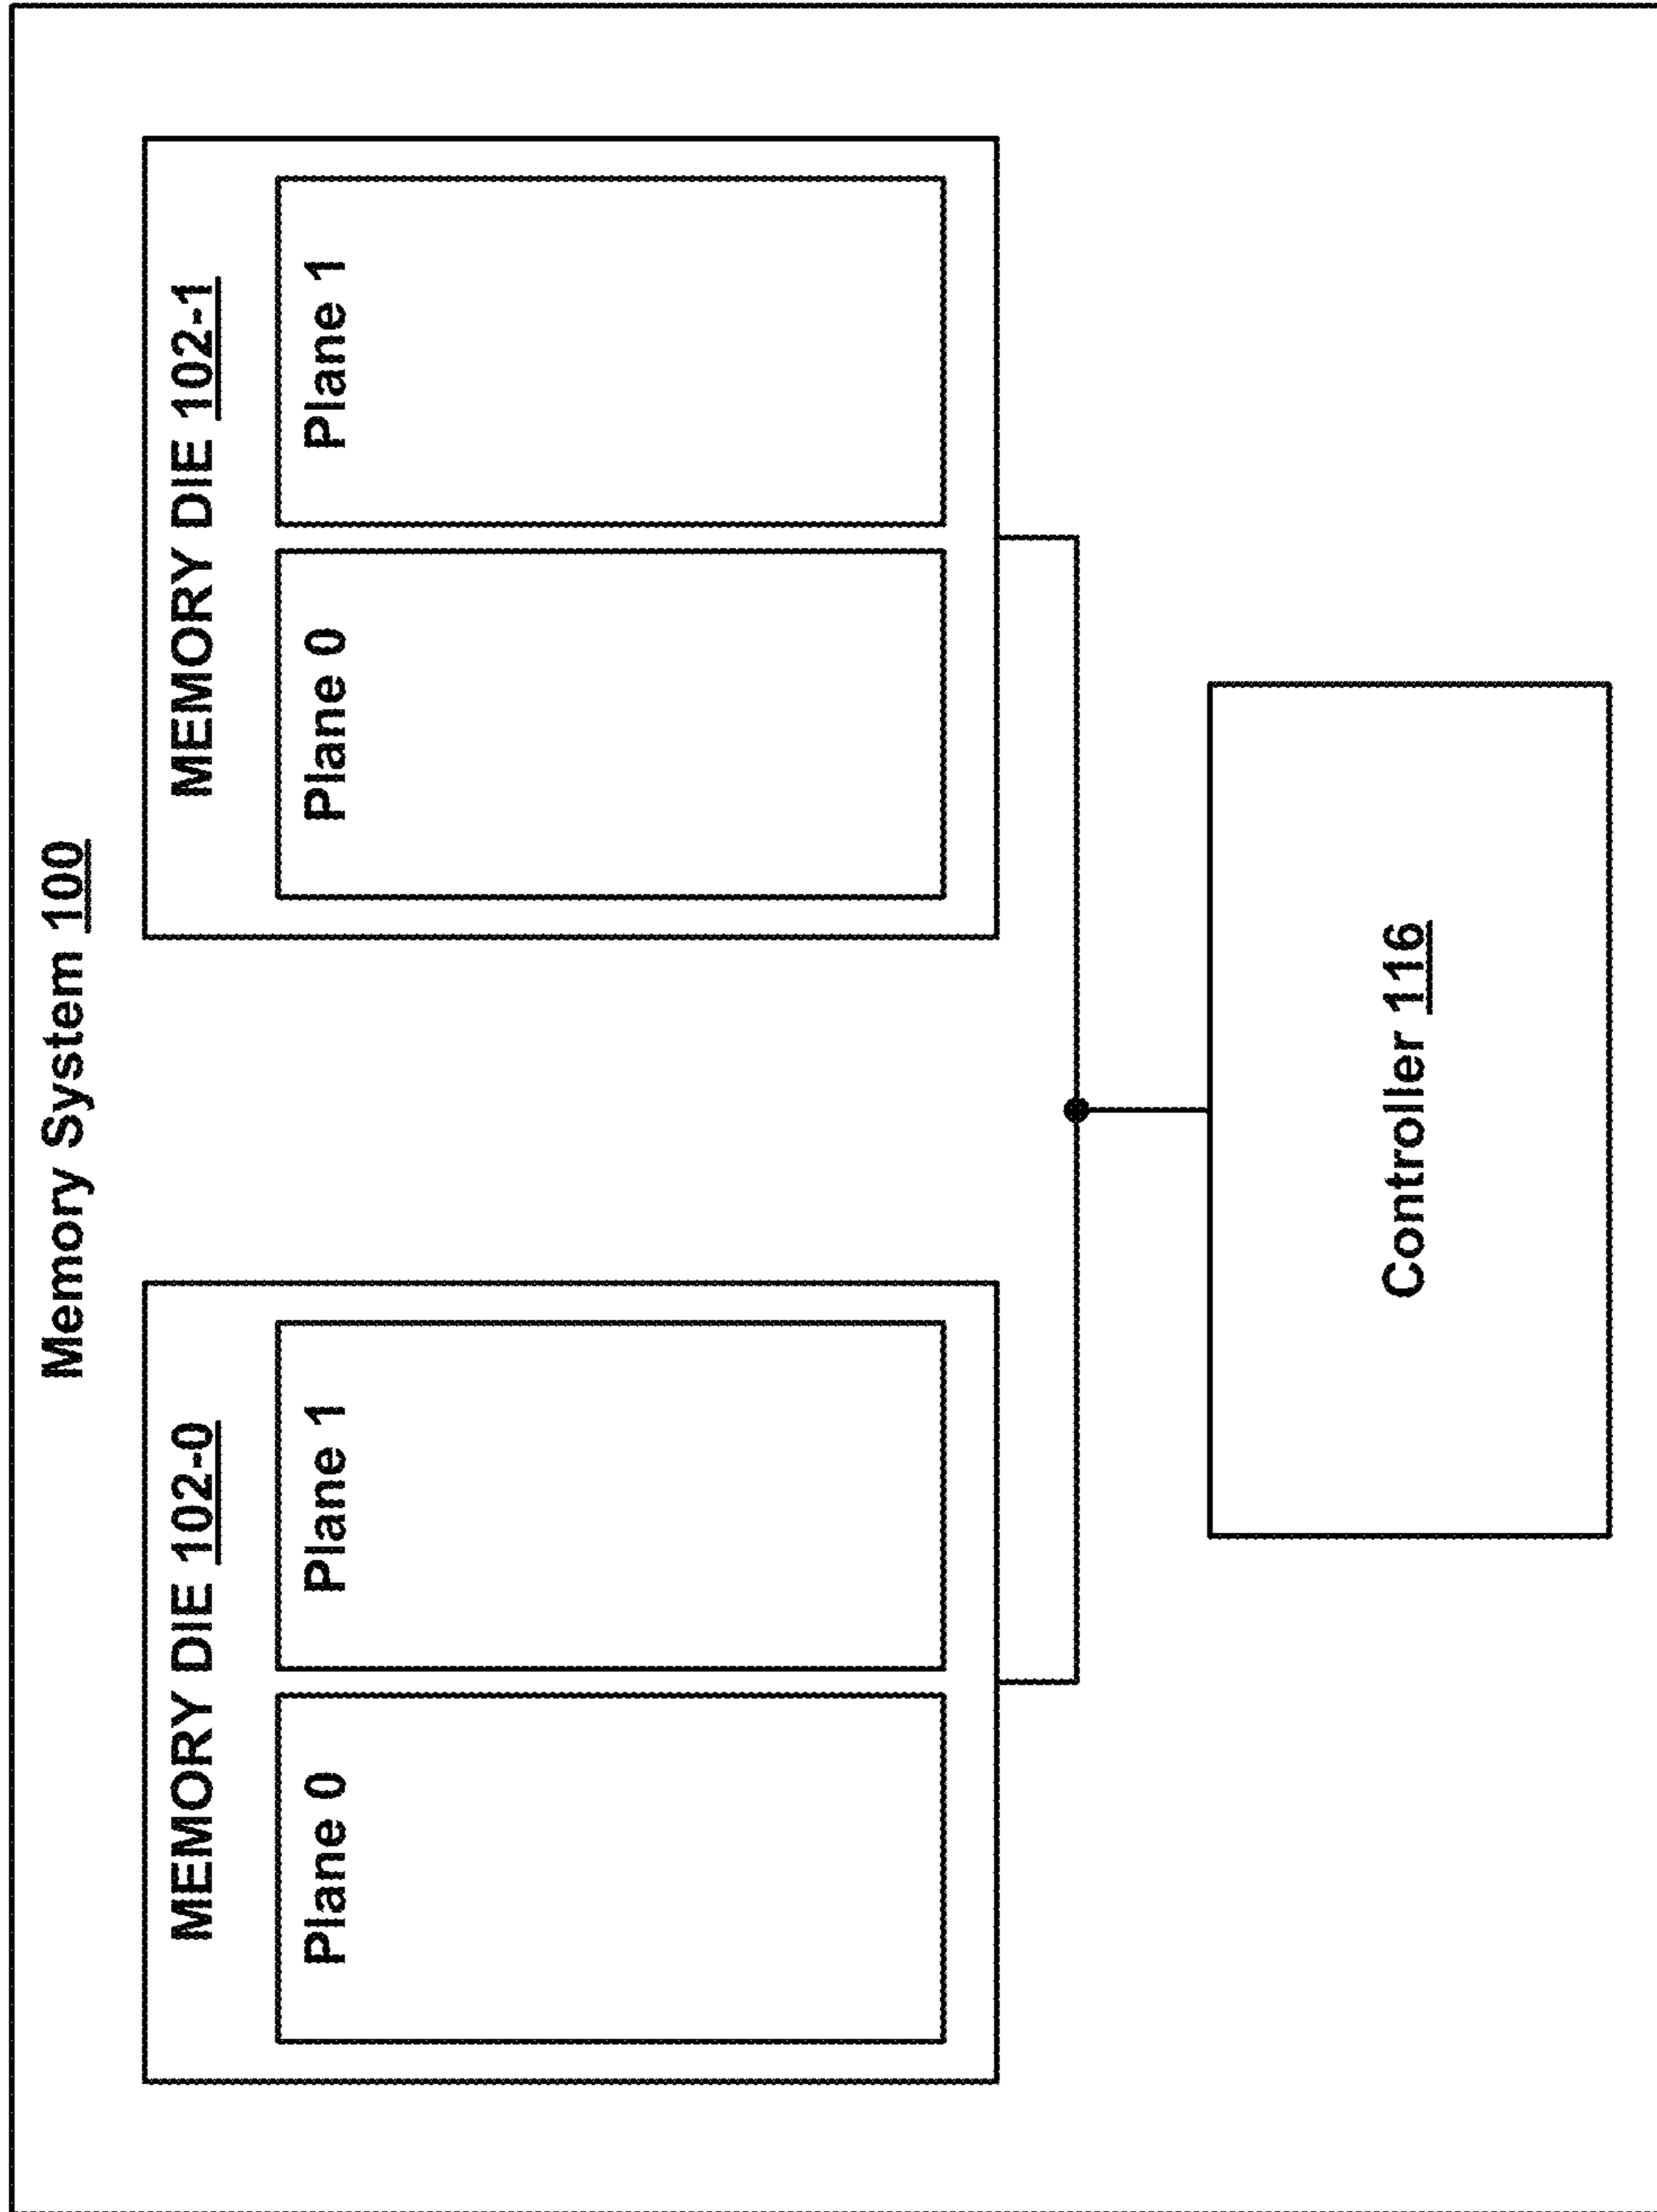 Memory System 100
MEMORY DIE 102-0
Plane 0
Plane 1
MEMORY DIE 102-1
Plane 0
Plane 1
Controller 116